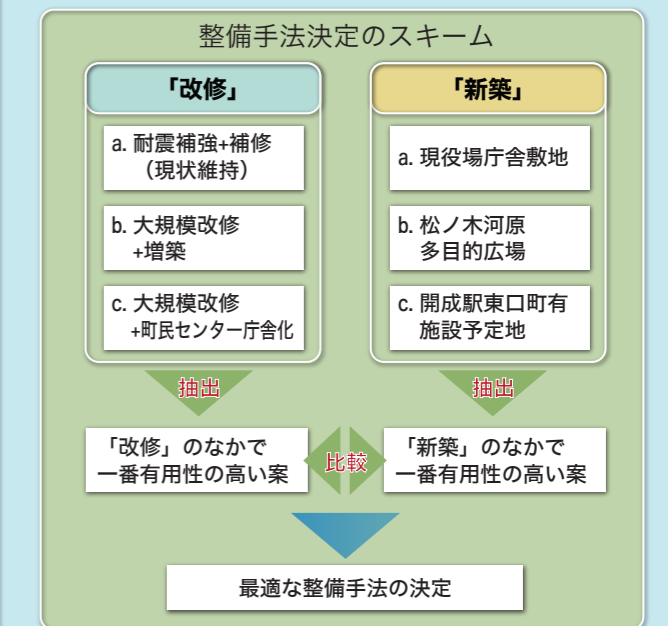 整備手法決定のスキーム
「改修」
a. 耐震補強+補修
（現状維持）
b. 大規模改修
+増築
c. 大規模改修
+町民センター庁舎化
「新築」
a. 現役場庁舎敷地
b. 松ノ木河原
多目的広場
c. 開成駅東口町有
施設予定地
抽出
抽出
「改修」のなかで
一番有用性の高い案
比較
「新築」のなかで
一番有用性の高い案
最適な整備手法の決定